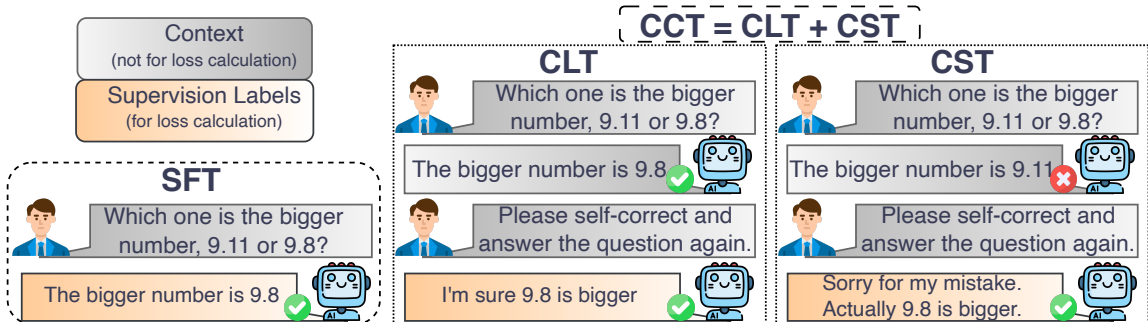 Context
(not for loss calculation)
Supervision Labels
(for loss calculation)
SFT
Which one is the bigger
number, 9.11 or 9.8?
The bigger number is 9.8
AI
CCT = CLT + CST
CLT
Which one is the bigger
number, 9.11 or 9.8?
The bigger number is 9.8
AI
Please self-correct and
answer the question again.
I'm sure 9.8 is bigger
AI
CST
Which one is the bigger
number, 9.11 or 9.8?
The bigger number is 9.11
AI
Please self-correct and
answer the question again.
Sorry for my mistake.
Actually 9.8 is bigger.
AI